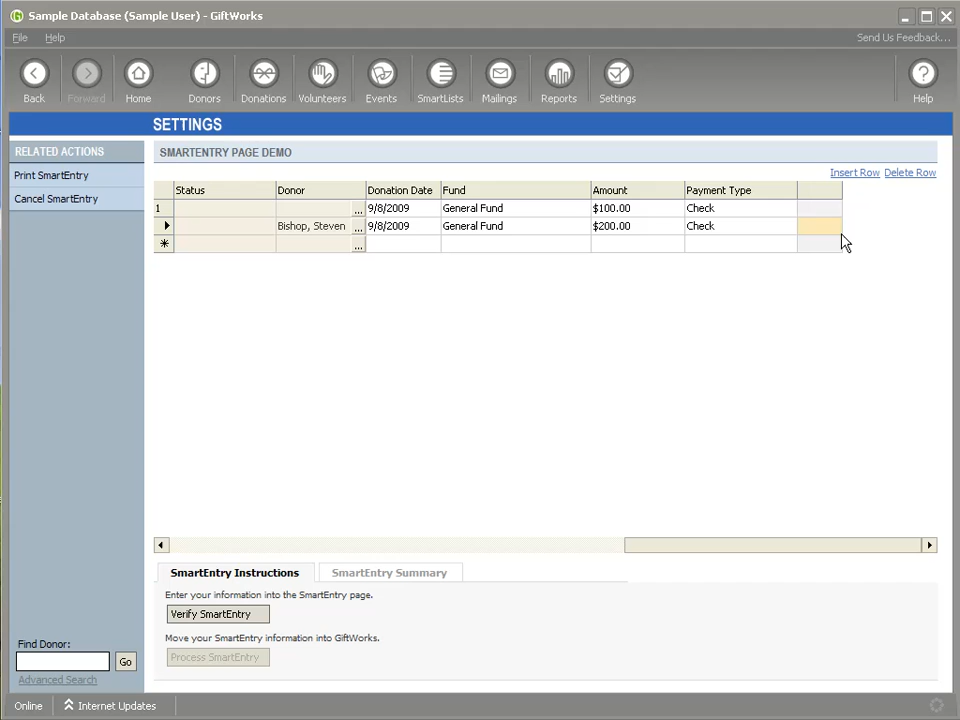 Sample Database (Sample User) - GiftWorks
File Help Send Us Feedback...
Back Forward Home Donors Donations Volunteers Events SmartLists Mailings Reports Settings Help
SETTINGS
RELATED ACTIONS
Print SmartEntry
Cancel SmartEntry
SMARTENTRY PAGE DEMO
Insert Row Delete Row
Status Donor Donation Date Fund Amount Payment Type
1 ... 9/8/2009 General Fund $100.00 Check
Bishop, Steven ... 9/8/2009 General Fund $200.00 Check
...
SmartEntry Instructions SmartEntry Summary
Enter your information into the SmartEntry page.
Verify SmartEntry
Move your SmartEntry information into GiftWorks.
Process SmartEntry
Find Donor:
Go
Advanced Search
Online Internet Updates